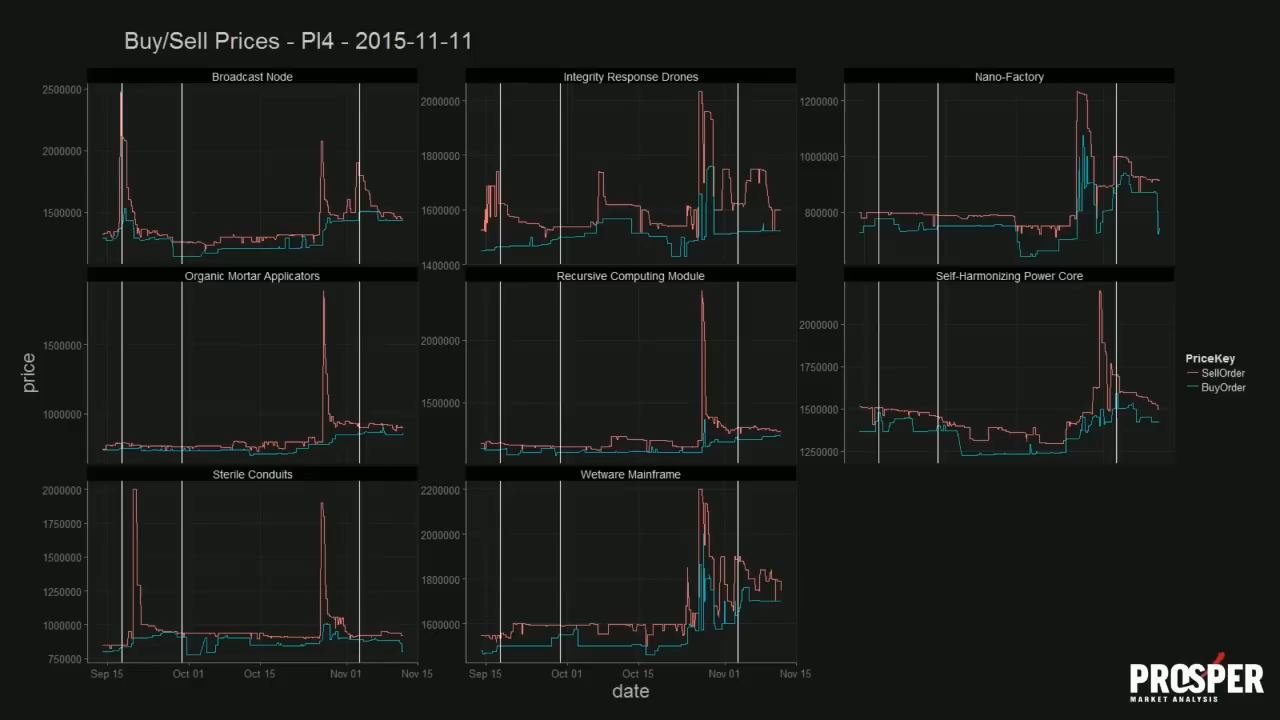 Buy/Sell Prices - PI4 - 2015-11-11
Broadcast Node
Integrity Response Drones
Nano-Factory
2500000
2000000
1500000
2000000
1800000
1600000
1400000
1200000
1000000
800000
Organic Mortar Applicators
Recursive Computing Module
Self-Harmonizing Power Core
1500000
1000000
2000000
1500000
2000000
1750000
1500000
1250000
price
PriceKey
SellOrder
BuyOrder
Sterile Conduits
Wetware Mainframe
2000000
1750000
1500000
1250000
1000000
750000
2200000
2000000
1800000
1600000
Sep 15 Oct 01 Oct 15 Nov 01 Nov 15
Sep 15 Oct 01 Oct 15 Nov 01 Nov 15
date
PROSPER
MARKET ANALYSIS